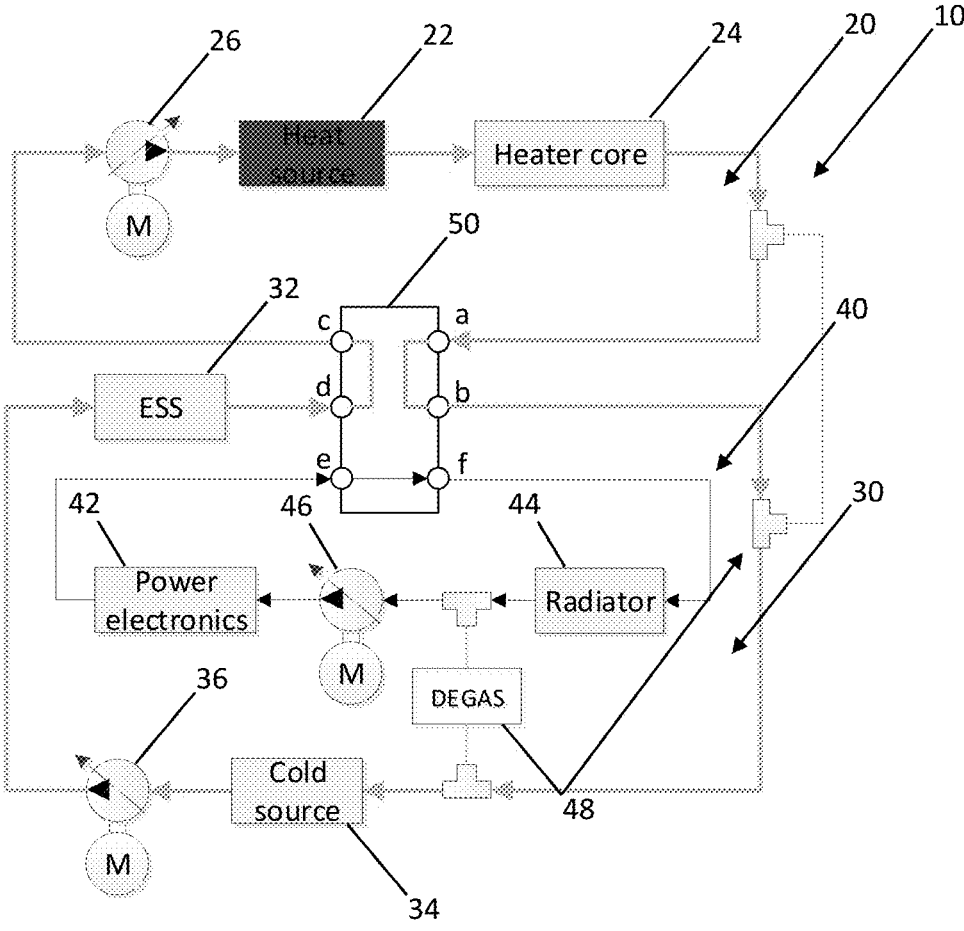 10
20
24
22
26
Heat
source
Heater core
M
50
32
c
a
40
d
b
ESS
e
f
42
46
44
30
Power
electronics
Radiator
M
DEGAS
36
Cold
source
48
M
34